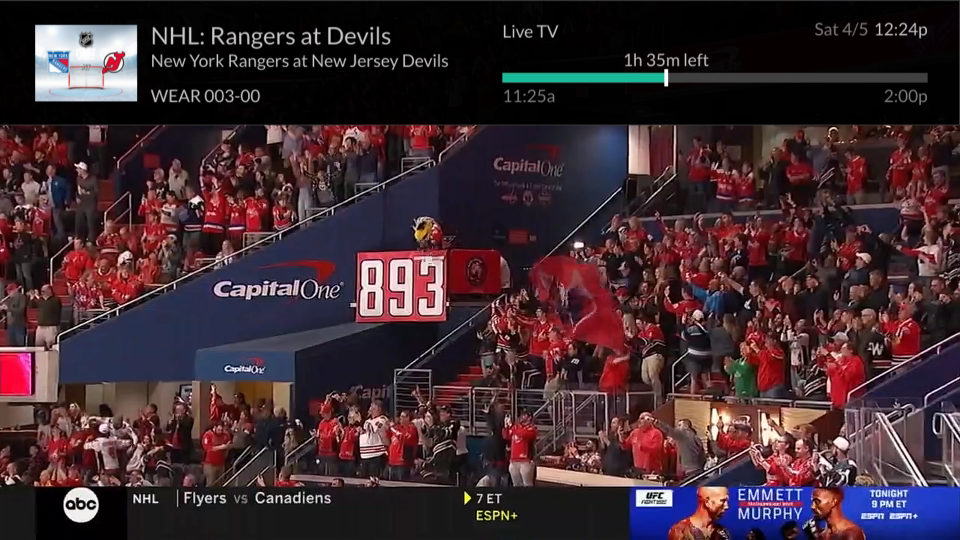 NHL: Rangers at Devils
New York Rangers at New Jersey Devils
WEAR 003-00
Live TV
Sat 4/5 12:24p
1h 35m left
11:25a
2:00p
Capital One
Capital One
893
Capital One
W
abc
NHL
Flyers vs Canadiens
7 ET
ESPN+
UFC
FIGHT NIGHT
EMMETT
MURPHY
TONIGHT
9 PM ET
ESPN ESPN+